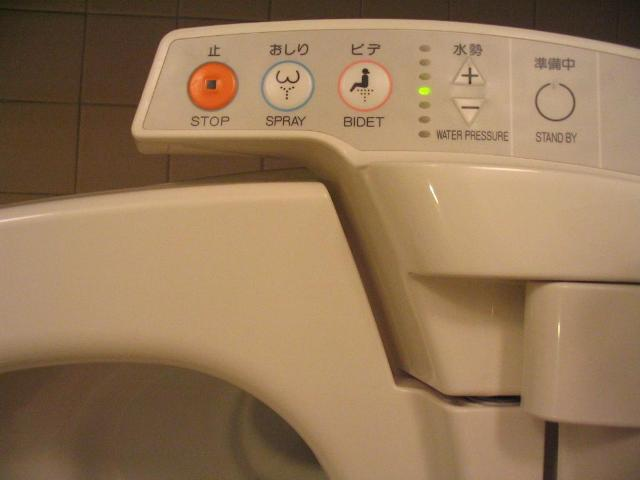 止
STOP
おしり
SPRAY
ビデ
BIDET
水勢
WATER PRESSURE
準備中
STAND BY